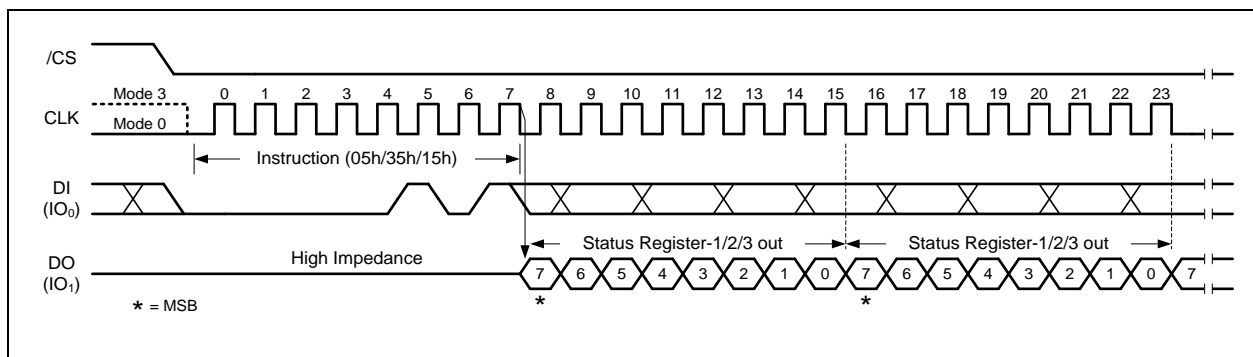 /CS
Mode 3
0 1 2 3 4 5 6 7 8 9 10 11 12 13 14 15 16 17 18 19 20 21 22 23
CLK
Mode 0
Instruction (05h/35h/15h)
DI
(IO₀)
Status Register-1/2/3 out Status Register-1/2/3 out
High Impedance
DO
(IO₁)
7 6 5 4 3 2 1 0 7 6 5 4 3 2 1 0 7
* *
* = MSB